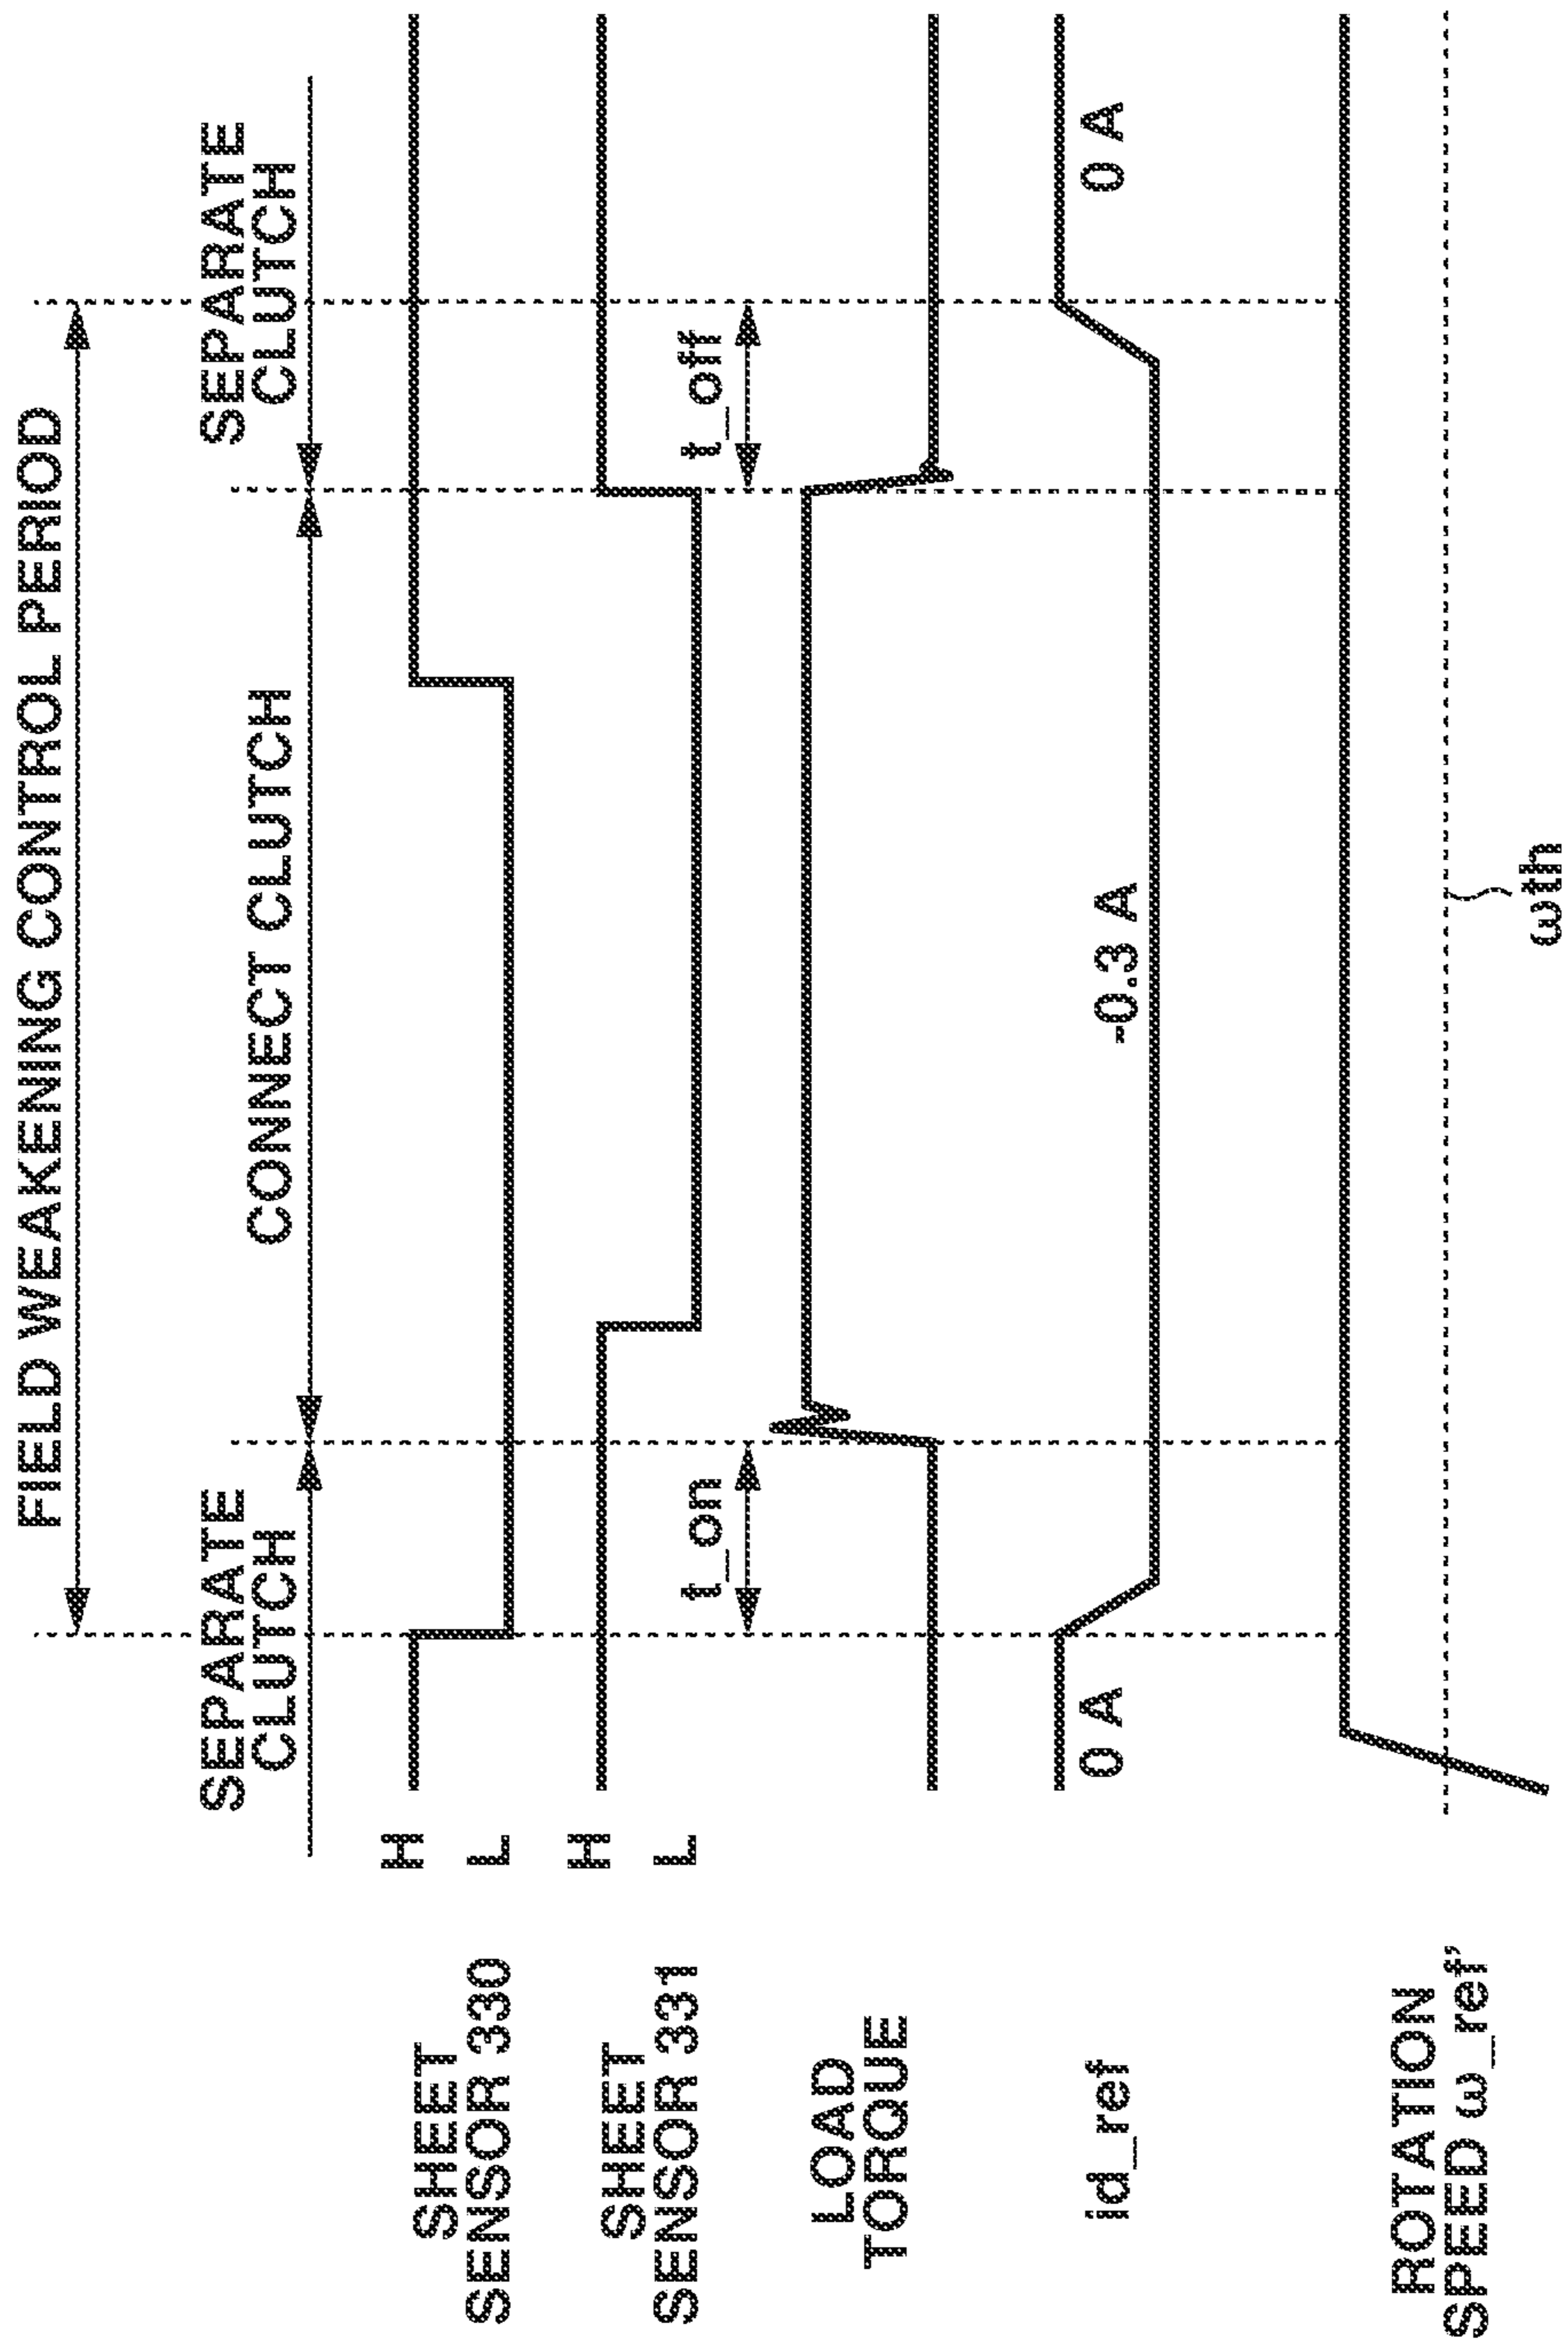 FIELD WEAKENING CONTROL PERIOD
SEPARATE
CLUTCH
CONNECT CLUTCH
SEPARATE
CLUTCH
SHEET
SENSOR 330
H
L
SHEET
SENSOR 331
H
L
t_on
t_off
LOAD
TORQUE
id_ref
0 A
-0.3 A
0 A
ROTATION
SPEED ω_ref'
ωth